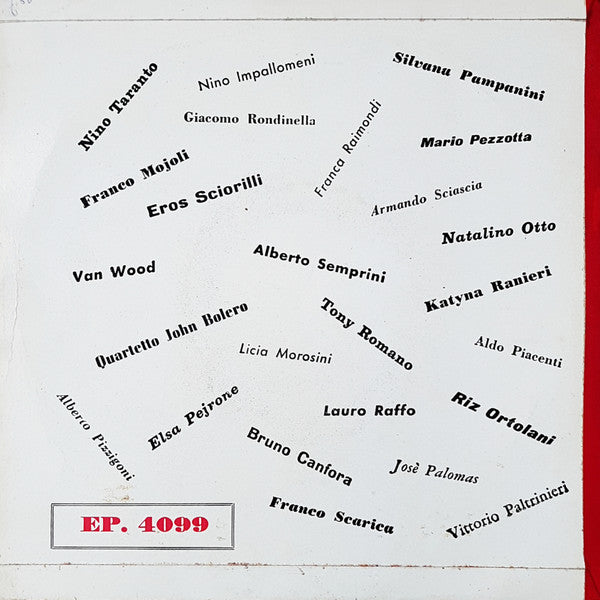 Nino Taranto
Nino Impallomeni
Silvana Pampanini
Giacomo Rondinella
Franca Raimondi
Mario Pezzotta
Franco Mojoli
Eros Sciorilli
Armando Sciascia
Natalino Otto
Van Wood
Alberto Semprini
Katyna Ranieri
Quartetto John Bolero
Tony Romano
Licia Morosini
Aldo Piacenti
Alberto Pizzigoni
Elsa Pejrone
Lauro Raffo
Riz Ortolani
Bruno Canfora
Josè Palomas
Franco Scarica
Vittorio Paltrinieri
EP. 4099